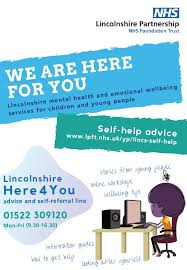 NHS
Lincolnshire Partnership
NHS Foundation Trust
WE ARE HERE
FOR YOU
Lincolnshire mental health and emotional wellbeing
services for children and young people
Self-help advice
www.lpft.nhs.uk/yp/lincs-self-help
Lincolnshire
Here4You
advice and self-referral line
01522 309120
Mon-Fri (9.30-16.30)
stories from young people
online workshops
wellbeing tips
information guides
how to get help
looking after yourself